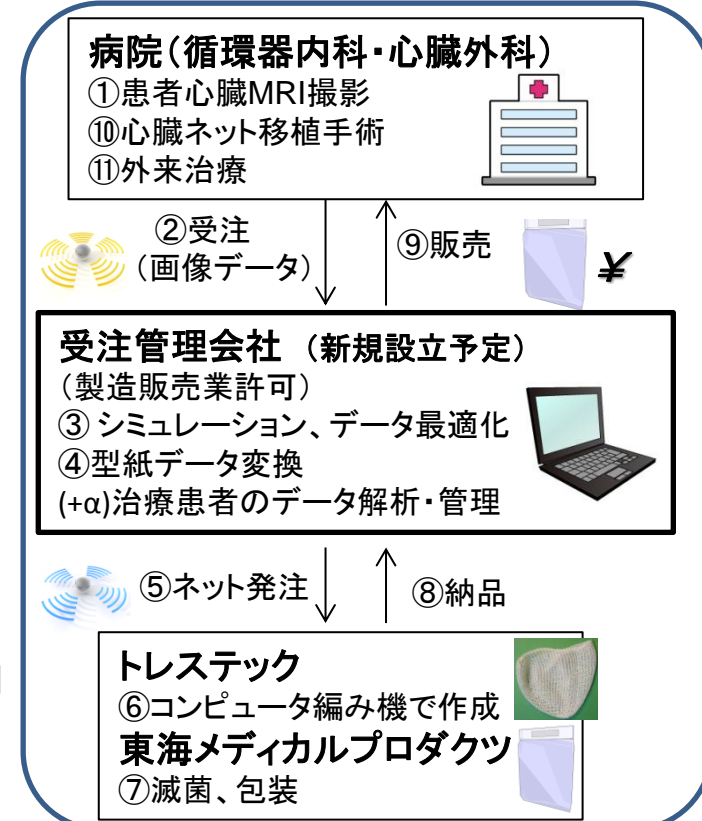 病院(循環器内科・心臓外科)
①患者心臓MRI撮影
⑩心臓ネット移植手術
⑪外来治療
②受注
(画像データ)
⑨販売
¥
受注管理会社 (新規設立予定)
(製造販売業許可)
③ シミュレーション、データ最適化
④型紙データ変換
(+α)治療患者のデータ解析・管理
⑤ネット発注
⑧納品
トレステック
⑥コンピュータ編み機で作成
東海メディカルプロダクツ
⑦滅菌、包装